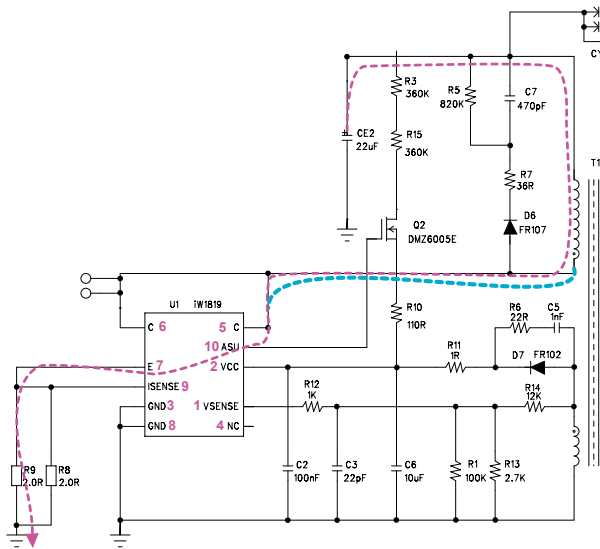 CY
R3
360K
R5
820K
C7
470pF
CE2
22uF
R15
360K
T1
R7
36R
Q2
DMZ6005E
D6
FR107
U1 iW1819
C 6
5 C
10 ASU
E 7
2 VCC
ISENSE 9
GND 3
1 VSENSE
GND 8
4 NC
R10
110R
R6
22R
C5
1nF
R11
1R
D7 FR102
R12
1K
R14
12K
R9
2.0R
R8
2.0R
C2
100nF
C3
22pF
C6
10uF
R1
100K
R13
2.7K